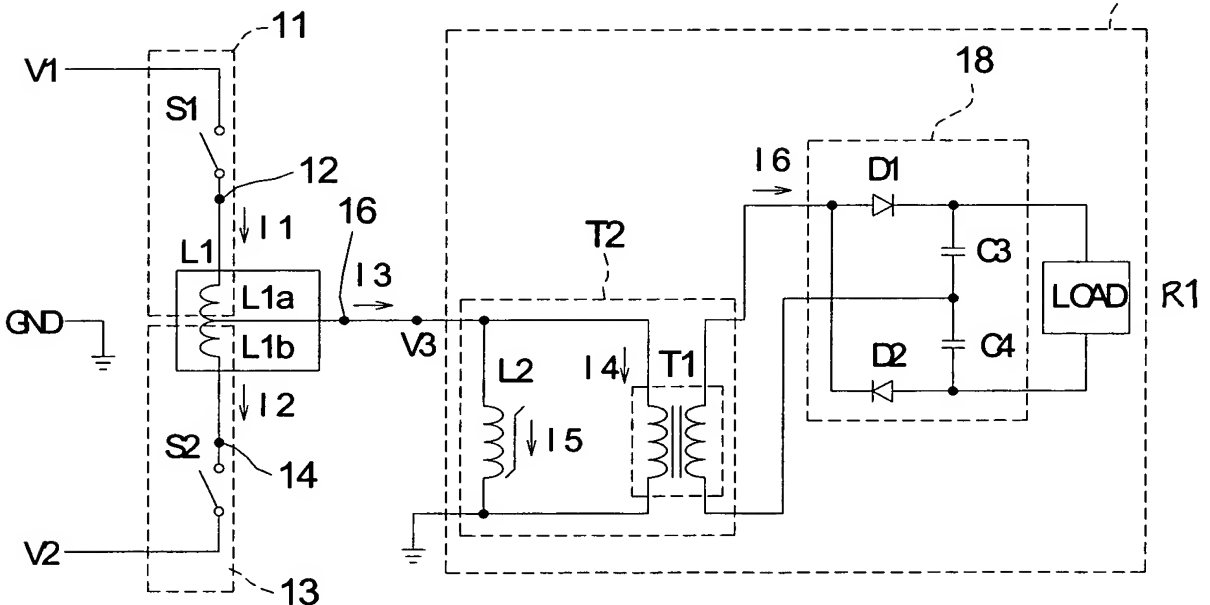 11
V1
18
S1
12
I6
D1
16
I1
T2
L1
I3
C3
L1a
LOAD
R1
GND
V3
L1b
L2
I4
T1
D2
C4
I2
I5
S2
14
V2
13